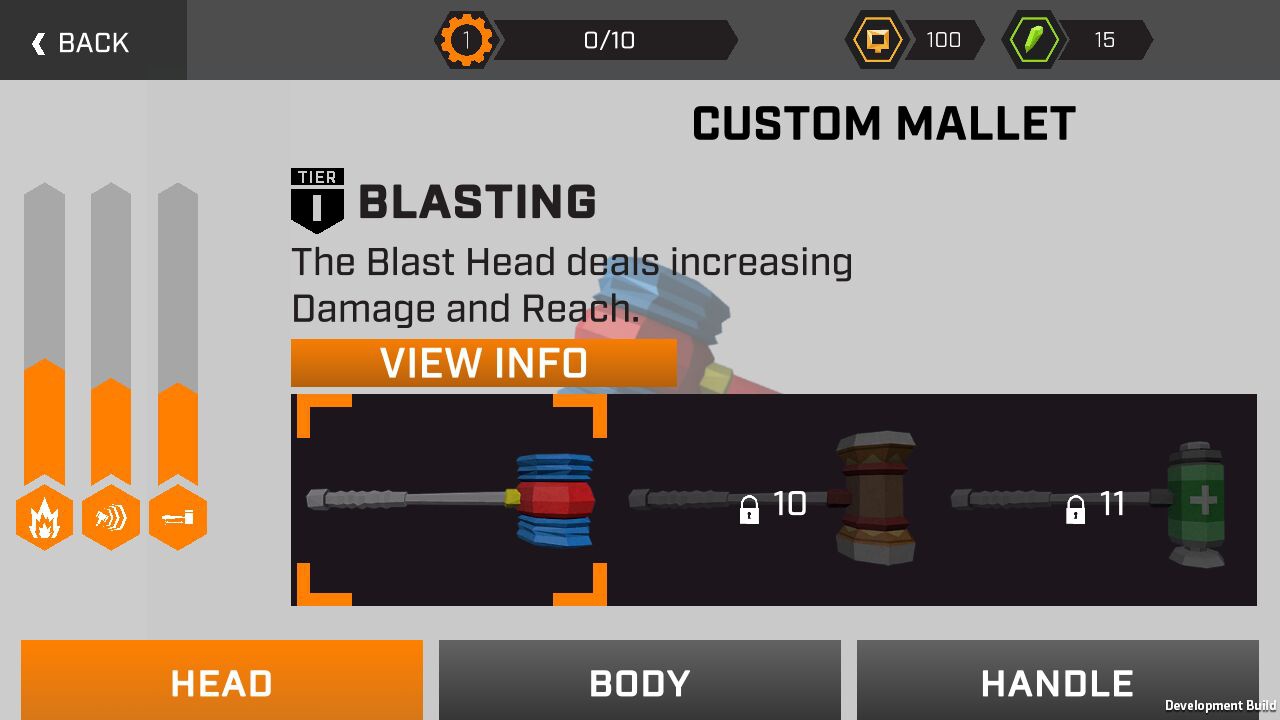 BACK
1
0/10
100
15
CUSTOM MALLET
TIER
I
BLASTING
The Blast Head deals increasing
Damage and Reach.
VIEW INFO
10
11
HEAD
BODY
HANDLE
Development Build